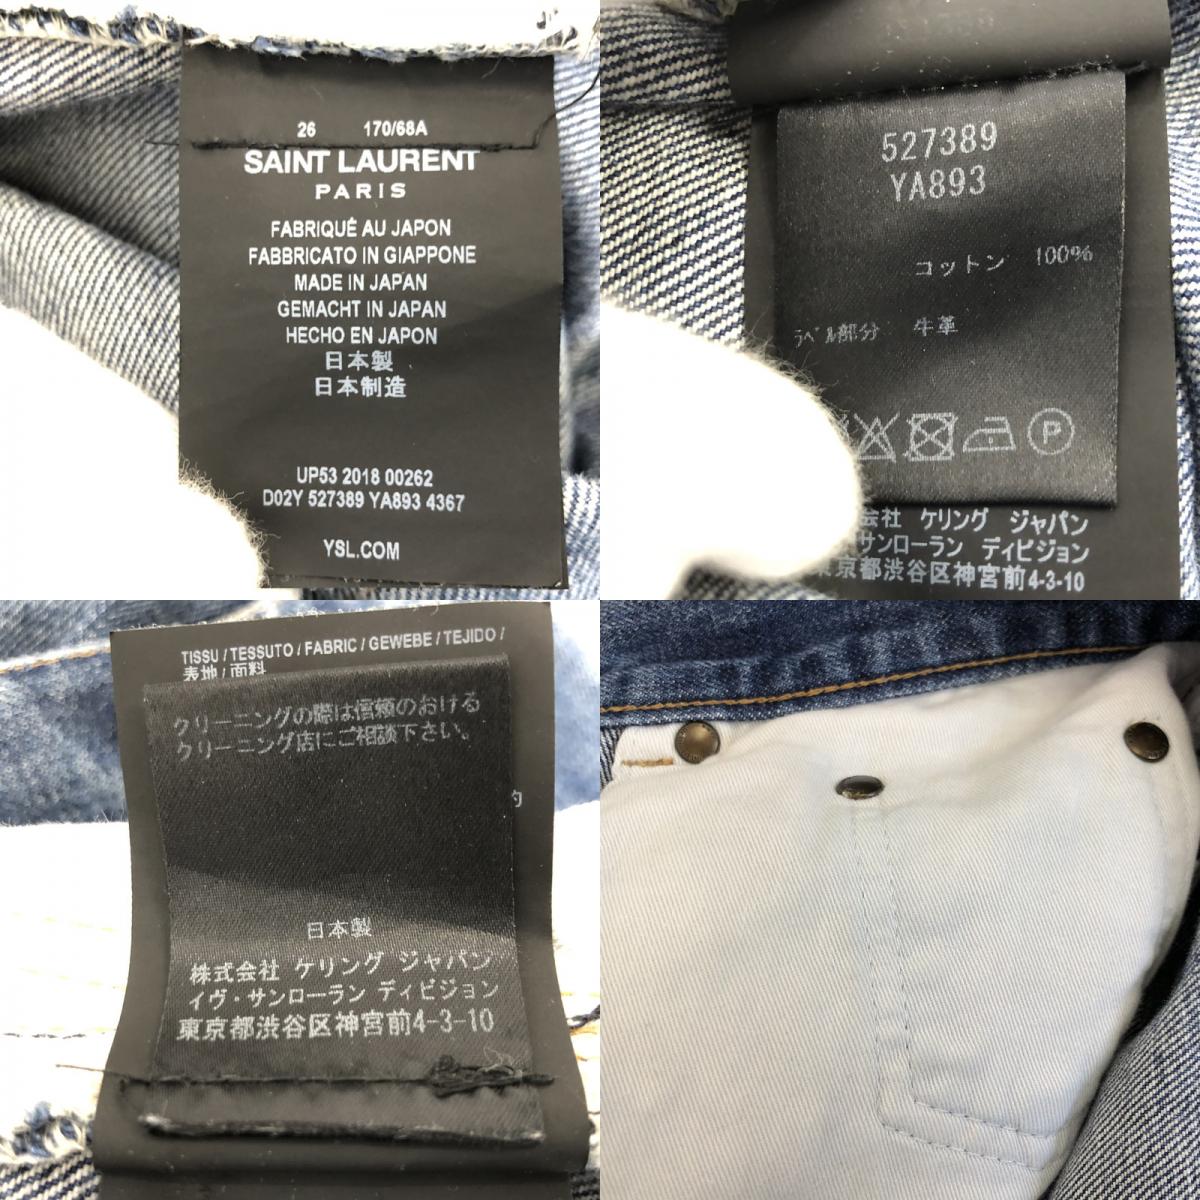 26 170/68A
SAINT LAURENT
PARIS
FABRIQUÉ AU JAPON
FABBRICATO IN GIAPPONE
MADE IN JAPAN
GEMACHT IN JAPAN
HECHO EN JAPON
日本製
日本制造
UP53 2018 00262
D02Y 527389 YA893 4367
YSL.COM
527389
YA893
コットン 100%
ラベル部分 牛革
P
会社 ケリング ジャパン
サンローラン ディビジョン
東京都渋谷区神宮前4-3-10
TISSU / TESSUTO / FABRIC / GEWEBE / TEJIDO /
表地 / 面料
クリーニングの際は信頼のおける
クリーニング店にご相談下さい。
的
日本製
株式会社 ケリング ジャパン
イヴ・サンローラン ディビジョン
東京都渋谷区神宮前4-3-10